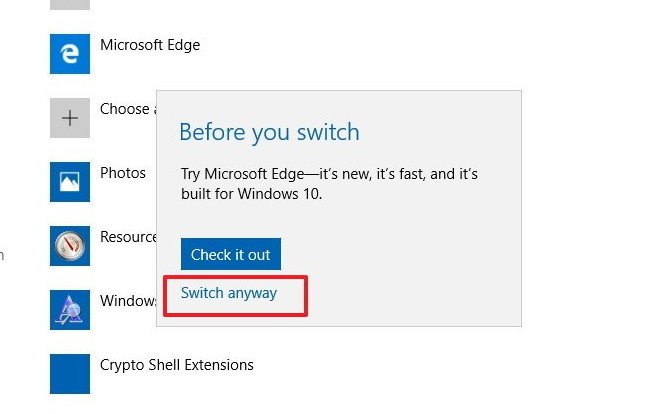 Microsoft Edge
Choose
Before you switch
Try Microsoft Edge—it's new, it's fast, and it's
built for Windows 10.
Photos
Resource
Check it out
Switch anyway
Windows
Crypto Shell Extensions